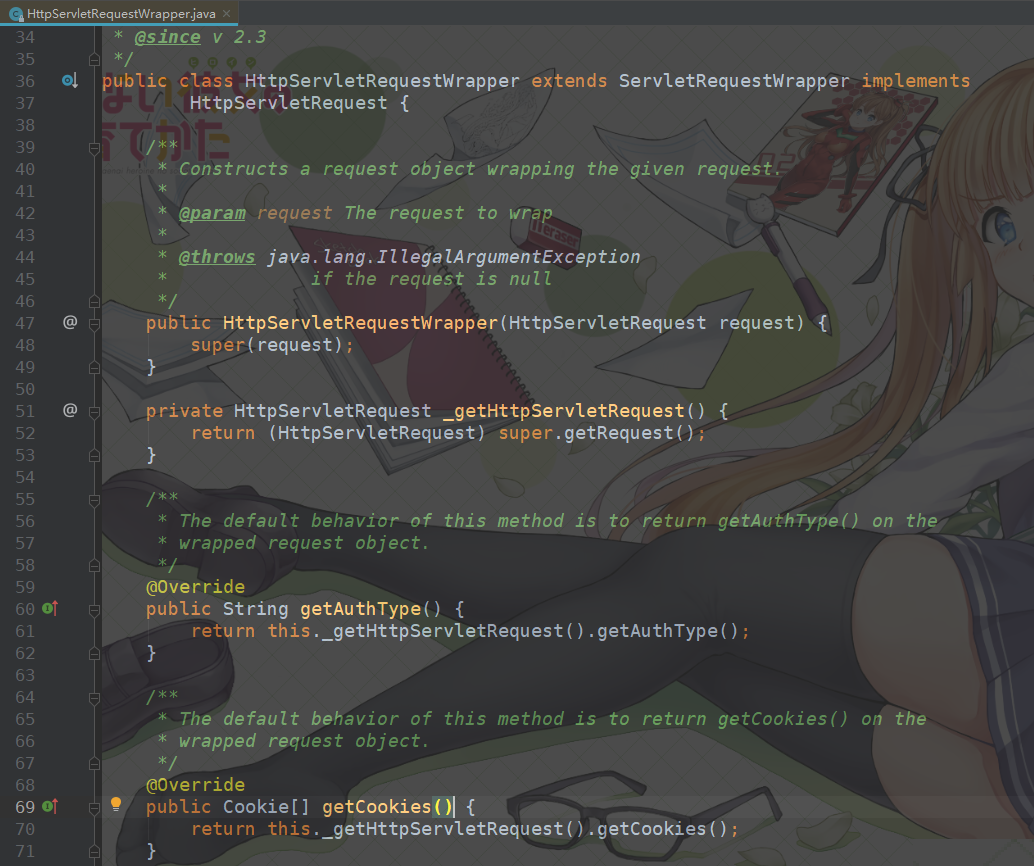 HttpServletRequestWrapper.java ×
34 * @since v 2.3
35 */
36 public class HttpServletRequestWrapper extends ServletRequestWrapper implements
37 HttpServletRequest {
38
39 /**
40 * Constructs a request object wrapping the given request.
41 *
42 * @param request The request to wrap
43 *
44 * @throws java.lang.IllegalArgumentException
45 * if the request is null
46 */
47 @ public HttpServletRequestWrapper(HttpServletRequest request) {
48 super(request);
49 }
50
51 @ private HttpServletRequest _getHttpServletRequest() {
52 return (HttpServletRequest) super.getRequest();
53 }
54
55 /**
56 * The default behavior of this method is to return getAuthType() on the
57 * wrapped request object.
58 */
59 @Override
60 public String getAuthType() {
61 return this._getHttpServletRequest().getAuthType();
62 }
63
64 /**
65 * The default behavior of this method is to return getCookies() on the
66 * wrapped request object.
67 */
68 @Override
69 public Cookie[] getCookies() {
70 return this._getHttpServletRequest().getCookies();
71 }
eraser